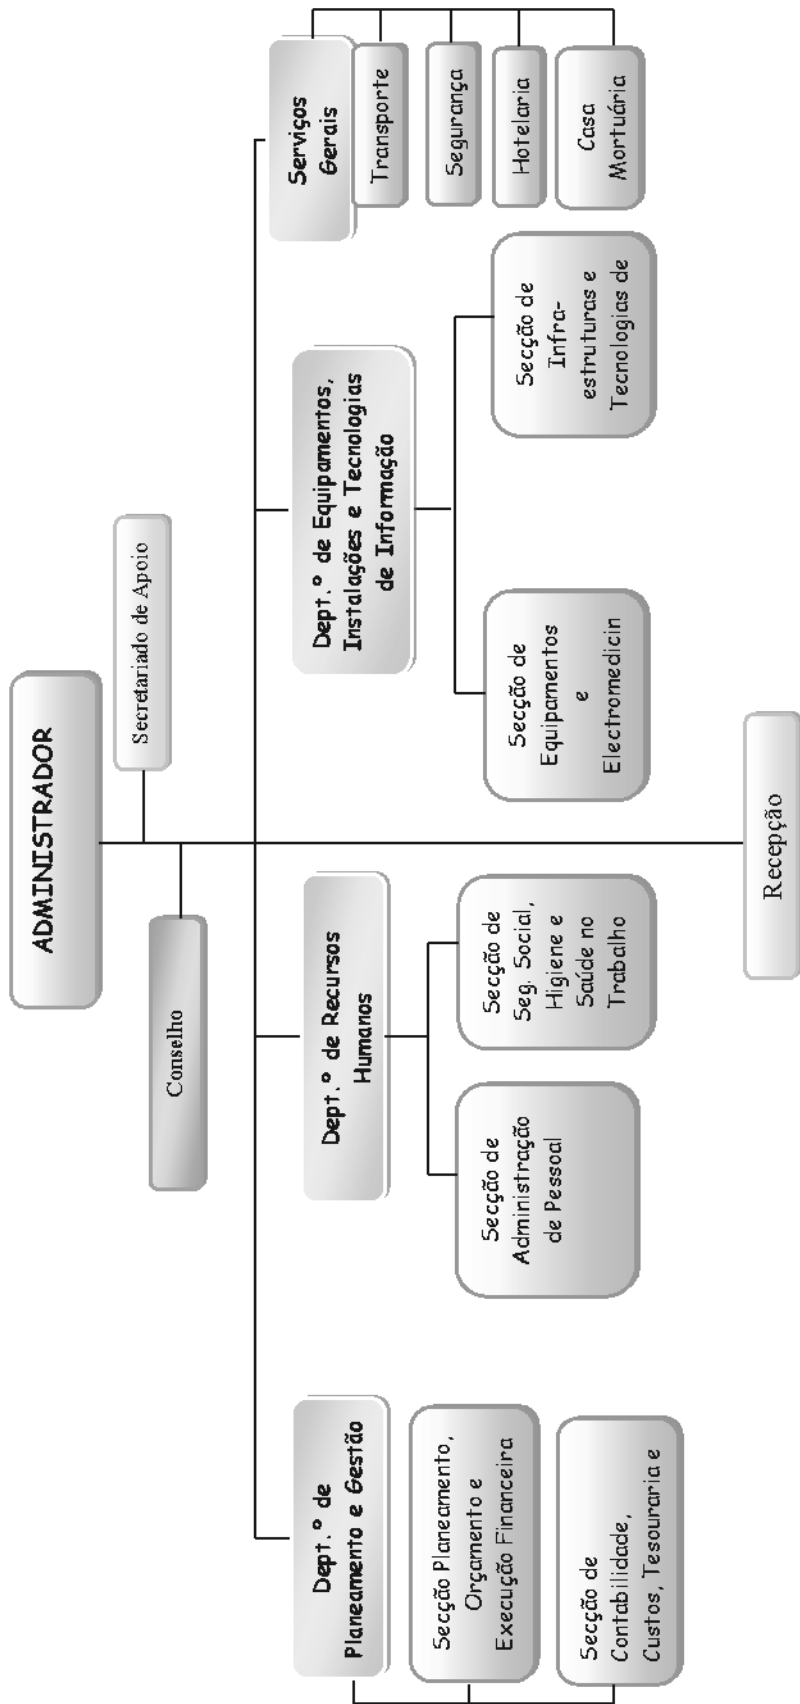 ADMINISTRADOR
Secretariado de Apoio
Conselho
Dept.º de
Planeamento e Gestão
Secção Planeamento,
Orçamento e
Execução Financeira
Secção de
Contabilidade,
Custos, Tesouraria e
Dept.º de Recursos
Humanos
Secção de
Administração
de Pessoal
Secção de
Seg. Social,
Higiene e
Saúde no
Trabalho
Dept.º de Equipamentos,
Instalações e Tecnologias
de Informação
Secção de
Equipamentos
e
Electromedicin
Secção de
Infra-
estruturas e
Tecnologias de
Serviços
Gerais
Transporte
Segurança
Hotelaria
Casa
Mortuária
Recepção